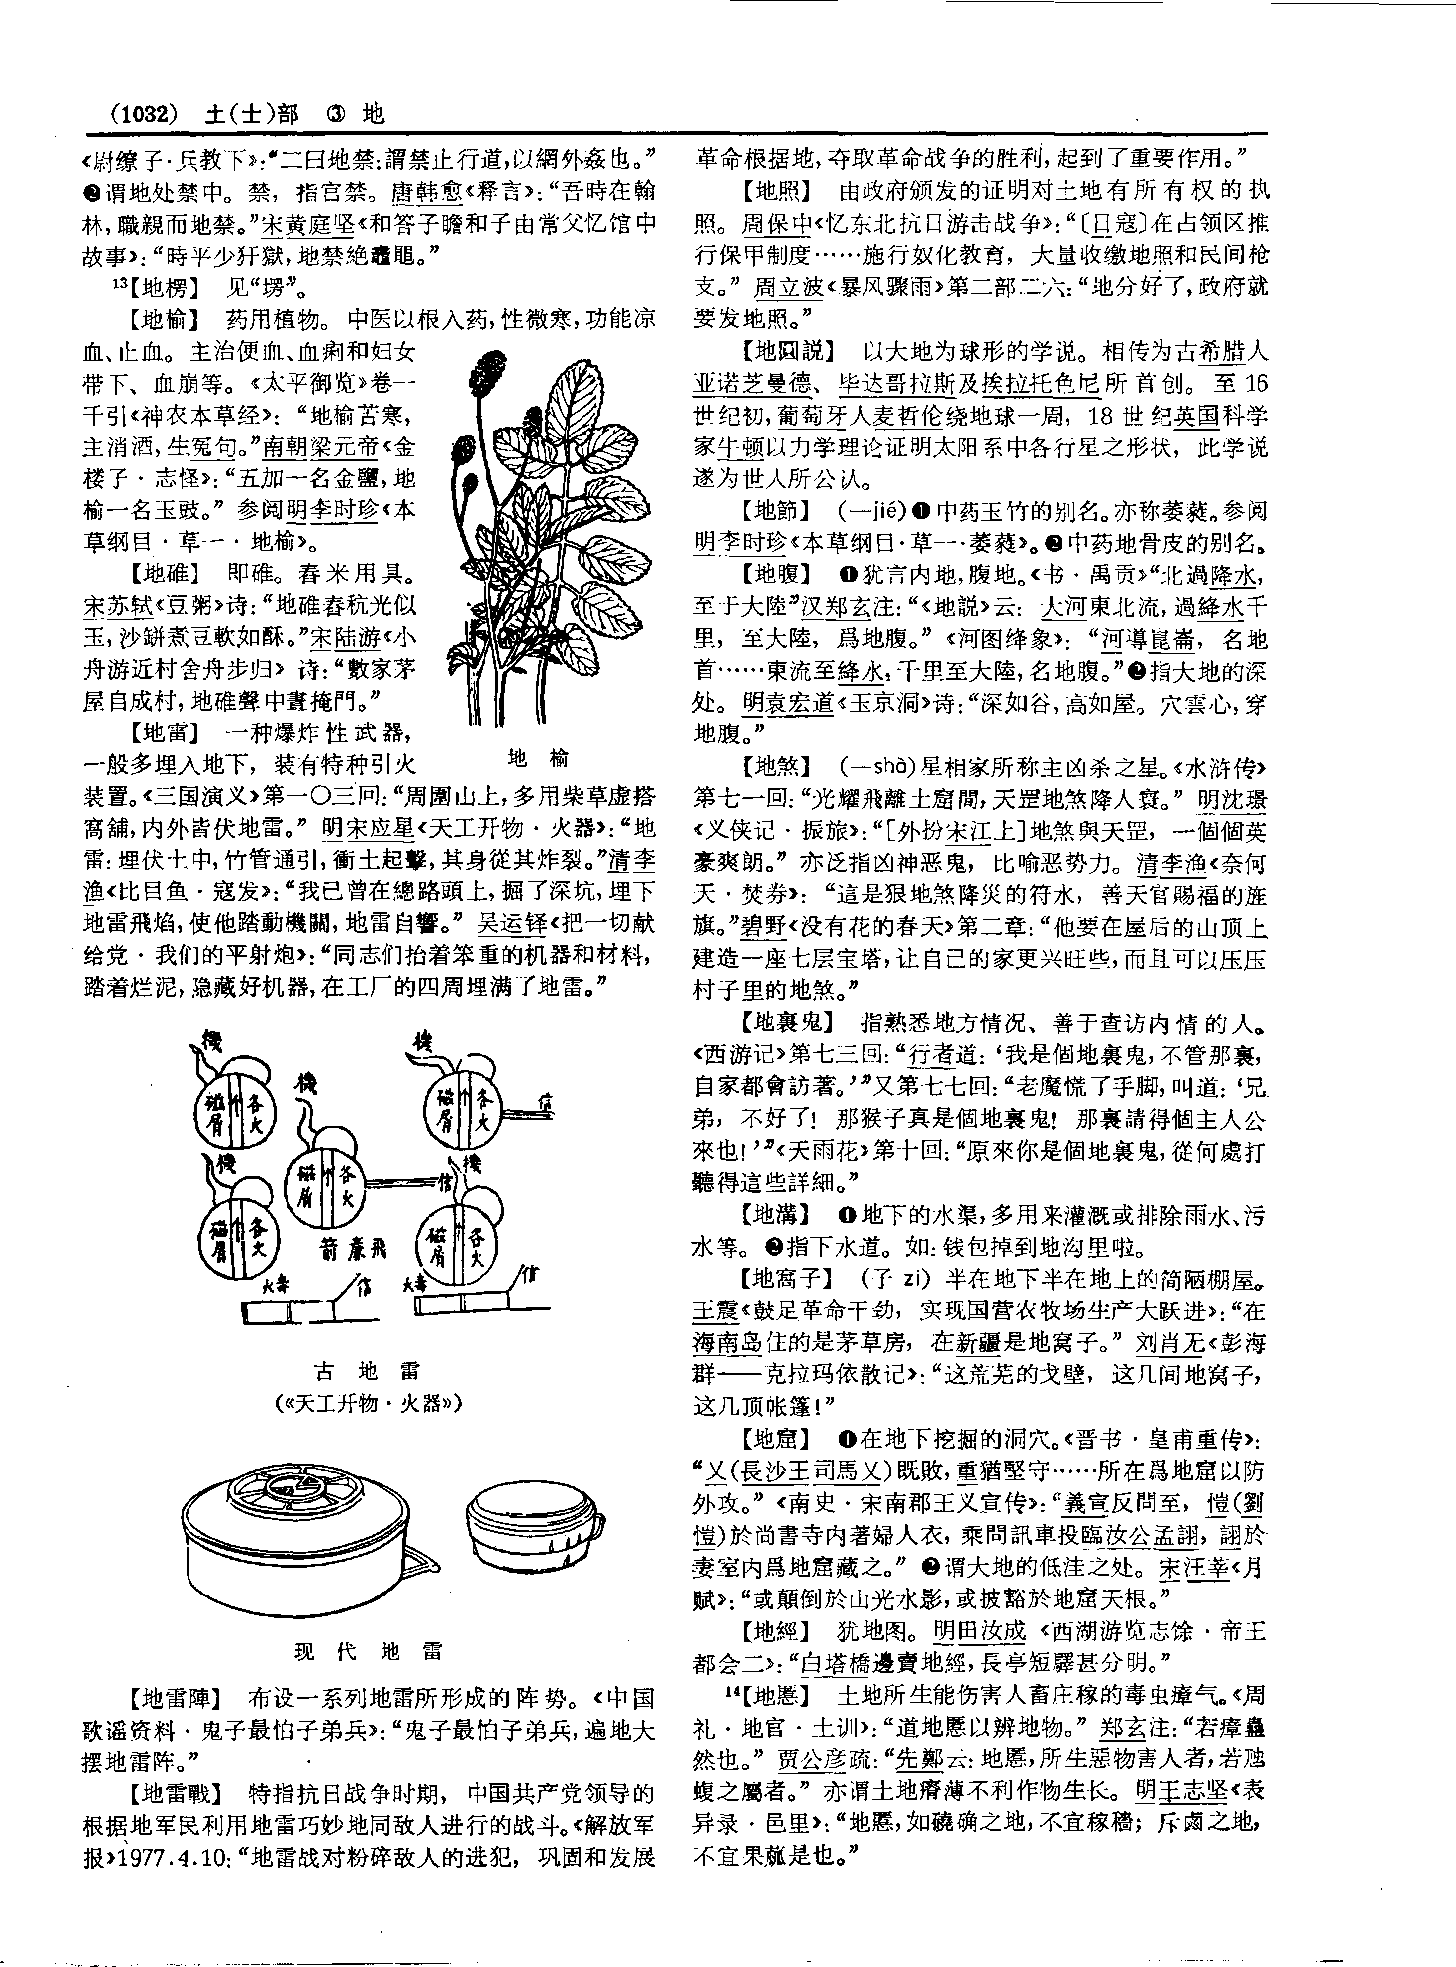 (1032) 土(士)部 ③ 地
《尉缭子·兵教下》:“二曰地禁:謂禁止行道,以網外姦也。”
❷谓地处禁中。禁,指宫禁。唐韩愈《释言》:“吾時在翰
林,職親而地禁。”宋黄庭坚《和答子瞻和子由常父忆馆中
故事》:“時平少犴獄,地禁絶鼃黽。”
13【地楞】 见“塄”。
【地榆】 药用植物。中医以根入药,性微寒,功能凉
血、止血。主治便血、血痢和妇女
带下、血崩等。《太平御览》卷一
千引《神农本草经》:“地榆苦寒,
主消酒,生冤句。”南朝梁元帝《金
楼子·志怪》:“五加一名金鹽,地
榆一名玉豉。”参阅明李时珍《本
草纲目·草一·地榆》。
【地碓】 即碓。舂米用具。
宋苏轼《豆粥》诗:“地碓舂秔光似
玉,沙缾煮豆軟如酥。”宋陆游《小
舟游近村舍舟步归》诗:“數家茅
屋自成村,地碓聲中晝掩門。”
【地雷】 一种爆炸性武器,
一般多埋入地下,装有特种引火
地榆
装置。《三国演义》第一〇三回:“周圍山上,多用柴草虚搭
窩舖,内外皆伏地雷。”明宋应星《天工开物·火器》:“地
雷:埋伏土中,竹管通引,衝土起擊,其身從其炸裂。”清李
渔《比目鱼·寇发》:“我已曾在總路頭上,掘了深坑,埋下
地雷飛焰,使他踏動機關,地雷自響。”吴运铎《把一切献
给党·我们的平射炮》:“同志们抬着笨重的机器和材料,
踏着烂泥,隐藏好机器,在工厂的四周埋满了地雷。”
機
機
機
機
機
信
信
箭廉飛
火毒 信
火毒 信
古地雷
(《天工开物·火器》)
现代地雷
【地雷陣】 布设一系列地雷所形成的阵势。《中国
歌谣资料·鬼子最怕子弟兵》:“鬼子最怕子弟兵,遍地大
摆地雷阵。”
【地雷戰】 特指抗日战争时期,中国共产党领导的
根据地军民利用地雷巧妙地同敌人进行的战斗。《解放军
报》1977.4.10:“地雷战对粉碎敌人的进犯,巩固和发展
革命根据地,夺取革命战争的胜利,起到了重要作用。”
【地照】 由政府颁发的证明对土地有所有权的执
照。周保中《忆东北抗日游击战争》:“〔日寇〕在占领区推
行保甲制度……施行奴化教育,大量收缴地照和民间枪
支。”周立波《暴风骤雨》第二部二六:“地分好了,政府就
要发地照。”
【地圓説】 以大地为球形的学说。相传为古希腊人
亚诺芝曼德、毕达哥拉斯及挨拉托色尼所首创。至16
世纪初,葡萄牙人麦哲伦绕地球一周,18世纪英国科学
家牛顿以力学理论证明太阳系中各行星之形状,此学说
遂为世人所公认。
【地節】 (—jié)❶中药玉竹的别名。亦称萎蕤。参阅
明李时珍《本草纲目·草一·萎蕤》。❷中药地骨皮的别名。
【地腹】 ❶犹言内地,腹地。《书·禹贡》“北過降水,
至于大陸”汉郑玄注:“《地説》云:大河東北流,過絳水千
里,至大陸,爲地腹。”《河图绛象》:“河導崑崙,名地
首……東流至絳水,千里至大陸,名地腹。”❷指大地的深
处。明袁宏道《玉京洞》诗:“深如谷,高如屋。穴雲心,穿
地腹。”
【地煞】 (—shà)星相家所称主凶杀之星。《水浒传》
第七一回:“光耀飛離土窟間,天罡地煞降人寰。”明沈璟
《义侠记·振旅》:“[外扮宋江上]地煞與天罡,一個個英
豪爽朗。”亦泛指凶神恶鬼,比喻恶势力。清李渔《奈何
天·焚券》:“這是狠地煞降災的符水,善天官賜福的旌
旗。”碧野《没有花的春天》第二章:“他要在屋后的山顶上
建造一座七层宝塔,让自己的家更兴旺些,而且可以压压
村子里的地煞。”
【地裏鬼】 指熟悉地方情况、善于查访内情的人。
《西游记》第七三回:“行者道:‘我是個地裏鬼,不管那裏,
自家都會訪著。’”又第七七回:“老魔慌了手脚,叫道:‘兄
弟,不好了!那猴子真是個地裏鬼!那裏請得個主人公
來也!’”《天雨花》第十回:“原來你是個地裏鬼,從何處打
聽得這些詳細。”
【地溝】 ❶地下的水渠,多用来灌溉或排除雨水、污
水等。❷指下水道。如:钱包掉到地沟里啦。
【地窩子】 (子zi)半在地下半在地上的简陋棚屋。
王震《鼓足革命干劲,实现国营农牧场生产大跃进》:“在
海南岛住的是茅草房,在新疆是地窝子。”刘肖无《彭海
群——克拉玛依散记》:“这荒芜的戈壁,这几间地窝子,
这几顶帐篷!”
【地窟】 ❶在地下挖掘的洞穴。《晋书·皇甫重传》:
“乂(長沙王司馬乂)既敗,重猶堅守……所在爲地窟以防
外攻。”《南史·宋南郡王义宣传》:“義宣反問至,愷(劉
愷)於尚書寺内著婦人衣,乘問訊車投臨汝公孟詡,詡於
妻室内爲地窟藏之。”❷谓大地的低洼之处。宋汪莘《月
赋》:“或顛倒於山光水影,或披豁於地窟天根。”
【地經】 犹地图。明田汝成《西湖游览志馀·帝王
都会二》:“白塔橋邊賣地經,長亭短驛甚分明。”
14【地慝】 土地所生能伤害人畜庄稼的毒虫瘴气。《周
礼·地官·土训》:“道地慝以辨地物。”郑玄注:“若瘴蠱
然也。”贾公彦疏:“先鄭云:地慝,所生惡物害人者,若虺
蝮之屬者。”亦谓土地瘠薄不利作物生长。明王志坚《表
异录·邑里》:“地慝,如磽确之地,不宜稼穡;斥鹵之地,
不宜果蓏是也。”